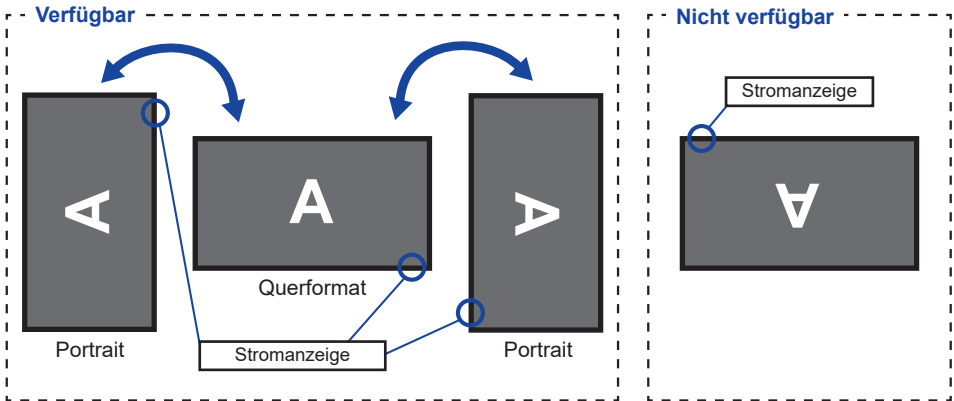 Verfügbar
Nicht verfügbar
Stromanzeige
A
A
A
A
Querformat
Portrait
Stromanzeige
Portrait